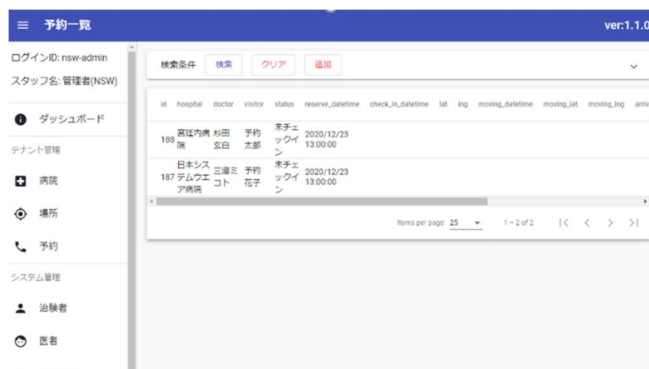 予約一覧
ver:1.1.0
ログインID: nsw-admin
スタッフ名: 管理者(NSW)
ダッシュボード
テナント管理
病院
場所
予約
システム管理
治験者
医者
検索条件 検索 クリア 追加
id hospital doctor visitor status reserve_datetime check_in_datetime lat lng moving_datetime moving_lat moving_lng arriv
188 宮廷内病院 杉田玄白 予約太郎 未チェックイン 2020/12/23 13:00:00
187 日本システムウエア病院 三澄ミコト 予約花子 未チェックイン 2020/12/23 13:00:00
Items per page: 25 1 – 2 of 2